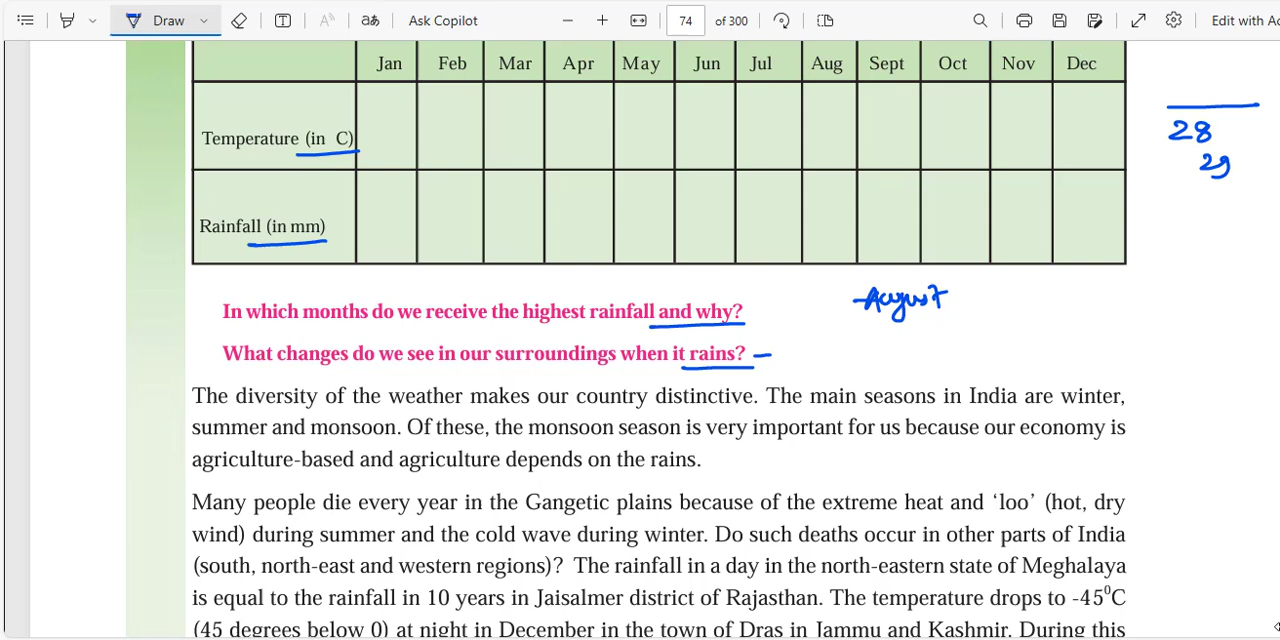 Draw
Ask Copilot
74
of 300
Edit with Ac
Jan Feb Mar Apr May Jun Jul Aug Sept Oct Nov Dec
28
Temperature (in C)
29
Rainfall (in mm)
August
In which months do we receive the highest rainfall and why?
What changes do we see in our surroundings when it rains?
The diversity of the weather makes our country distinctive. The main seasons in India are winter,
summer and monsoon. Of these, the monsoon season is very important for us because our economy is
agriculture-based and agriculture depends on the rains.
Many people die every year in the Gangetic plains because of the extreme heat and ‘loo’ (hot, dry
wind) during summer and the cold wave during winter. Do such deaths occur in other parts of India
(south, north-east and western regions)? The rainfall in a day in the north-eastern state of Meghalaya
is equal to the rainfall in 10 years in Jaisalmer district of Rajasthan. The temperature drops to -45⁰C
(45 degrees below 0) at night in December in the town of Dras in Jammu and Kashmir. During this